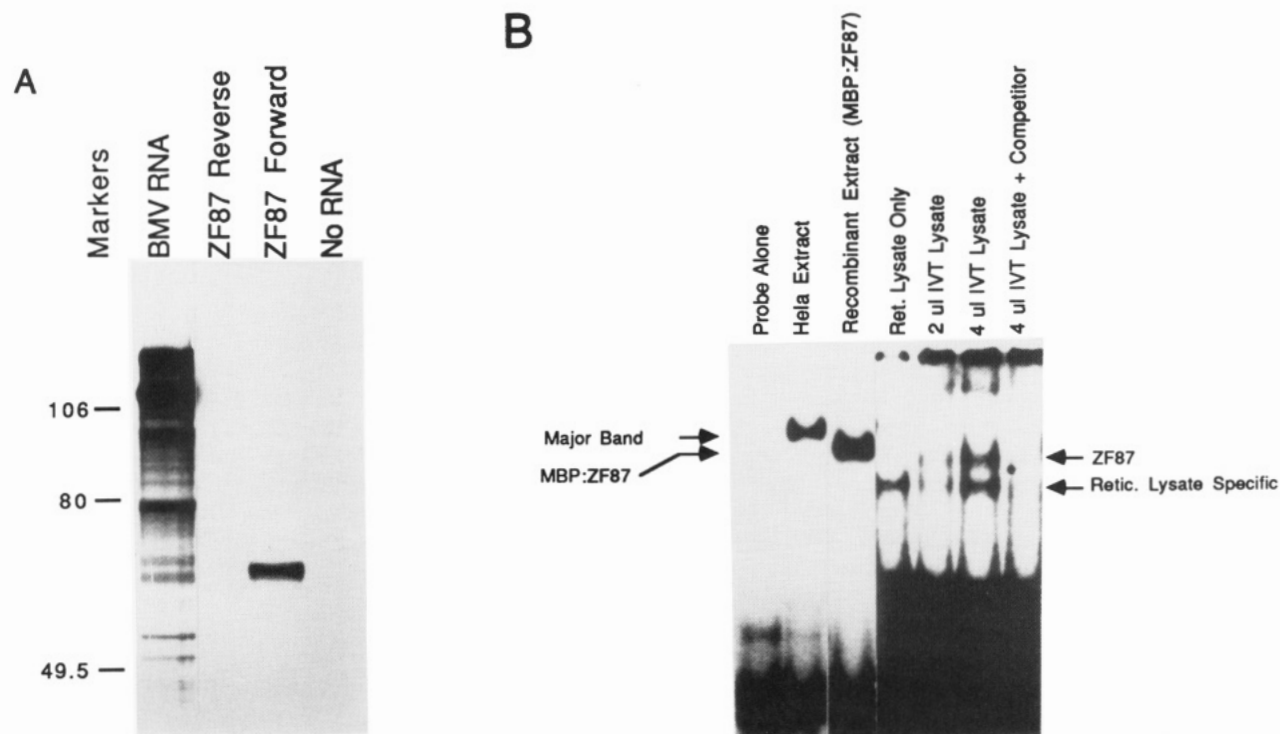 A
Markers
BMV RNA
ZF87 Reverse
ZF87 Forward
No RNA
106
80
49.5
B
Probe Alone
Hela Extract
Recombinant Extract (MBP:ZF87)
Ret. Lysate Only
2 ul IVT Lysate
4 ul IVT Lysate
4 ul IVT Lysate + Competitor
Major Band
MBP:ZF87
ZF87
Retic. Lysate Specific